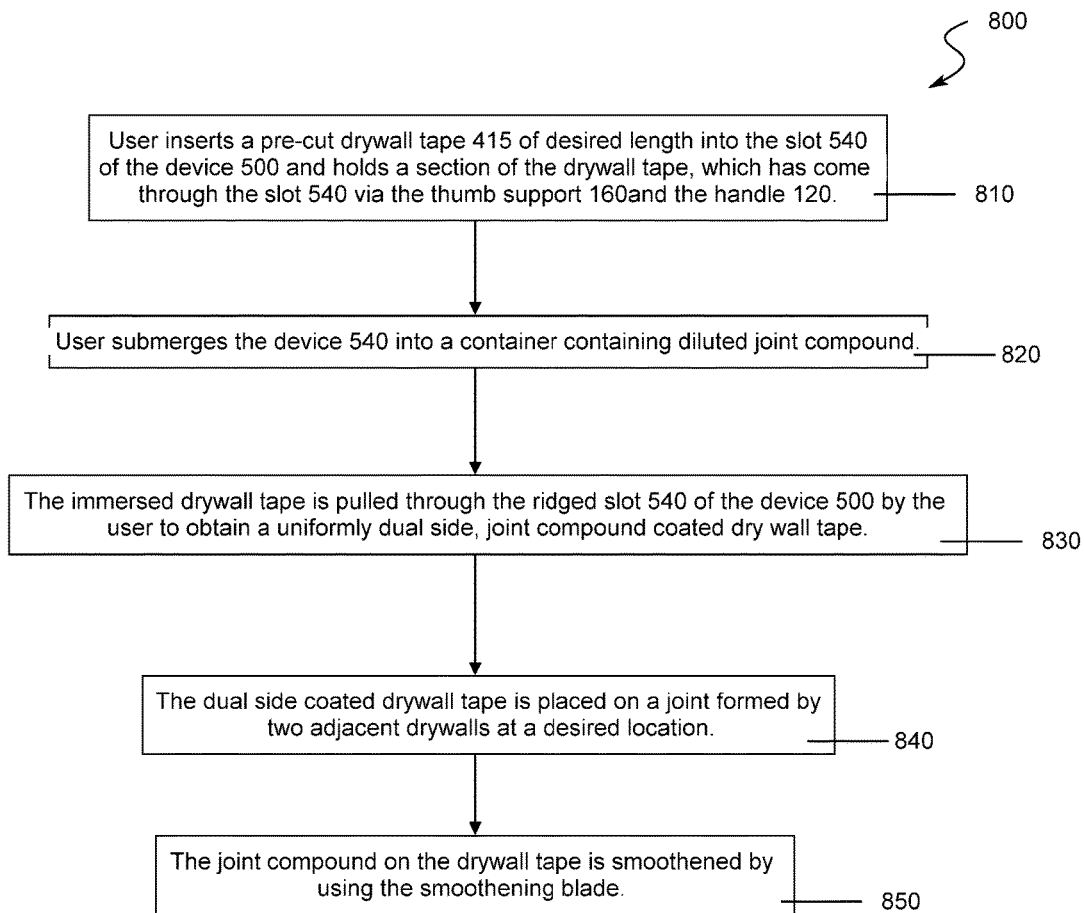 800
User inserts a pre-cut drywall tape 415 of desired length into the slot 540
of the device 500 and holds a section of the drywall tape, which has come
through the slot 540 via the thumb support 160and the handle 120.
810
User submerges the device 540 into a container containing diluted joint compound.
820
The immersed drywall tape is pulled through the ridged slot 540 of the device 500 by the
user to obtain a uniformly dual side, joint compound coated dry wall tape.
830
The dual side coated drywall tape is placed on a joint formed by
two adjacent drywalls at a desired location.
840
The joint compound on the drywall tape is smoothened by
using the smoothening blade.
850